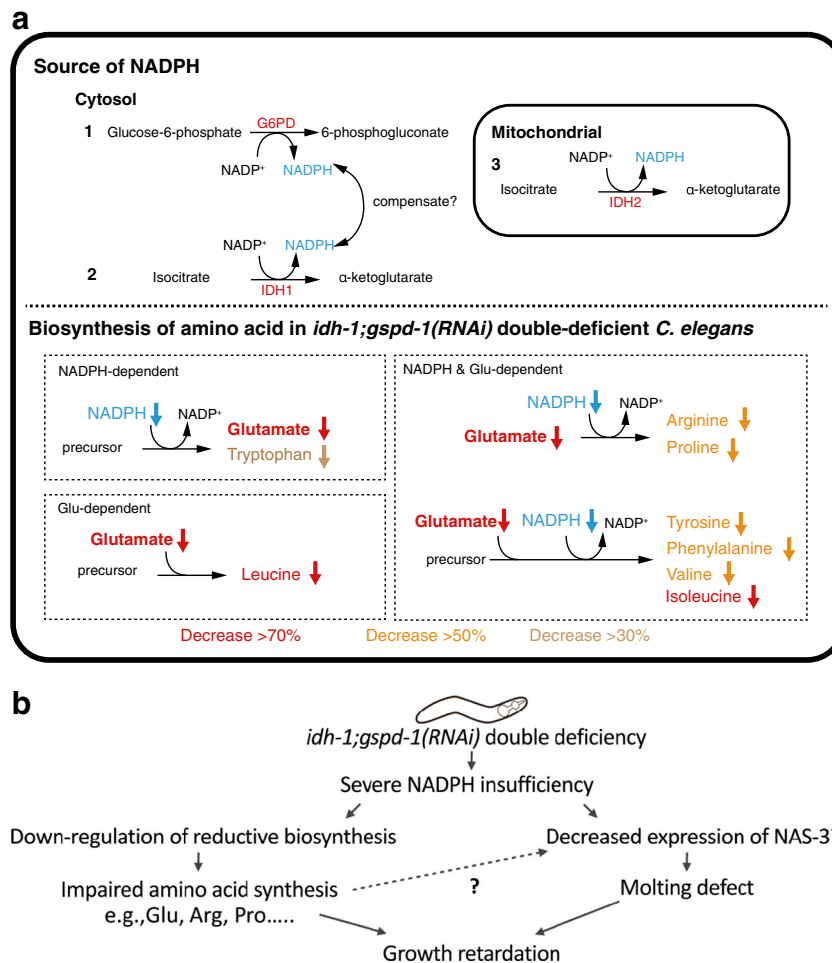 a
Source of NADPH
Cytosol
1 Glucose-6-phosphate G6PD 6-phosphogluconate
NADP⁺ NADPH
compensate?
NADP⁺ NADPH
2 Isocitrate IDH1 α-ketoglutarate
Mitochondrial
3 NADP⁺ NADPH
Isocitrate IDH2 α-ketoglutarate
Biosynthesis of amino acid in idh-1;gspd-1(RNAi) double-deficient C. elegans
NADPH-dependent
NADPH NADP⁺
precursor Glutamate
Tryptophan
Glu-dependent
Glutamate
precursor Leucine
NADPH & Glu-dependent
NADPH NADP⁺
Glutamate Arginine
Proline
Glutamate NADPH NADP⁺
precursor Tyrosine
Phenylalanine
Valine
Isoleucine
Decrease >70% Decrease >50% Decrease >30%
b
idh-1;gspd-1(RNAi) double deficiency
Severe NADPH insufficiency
Down-regulation of reductive biosynthesis Decreased expression of
Impaired amino acid synthesis ? Molting defect
e.g.,Glu, Arg, Pro.....
Growth retardation